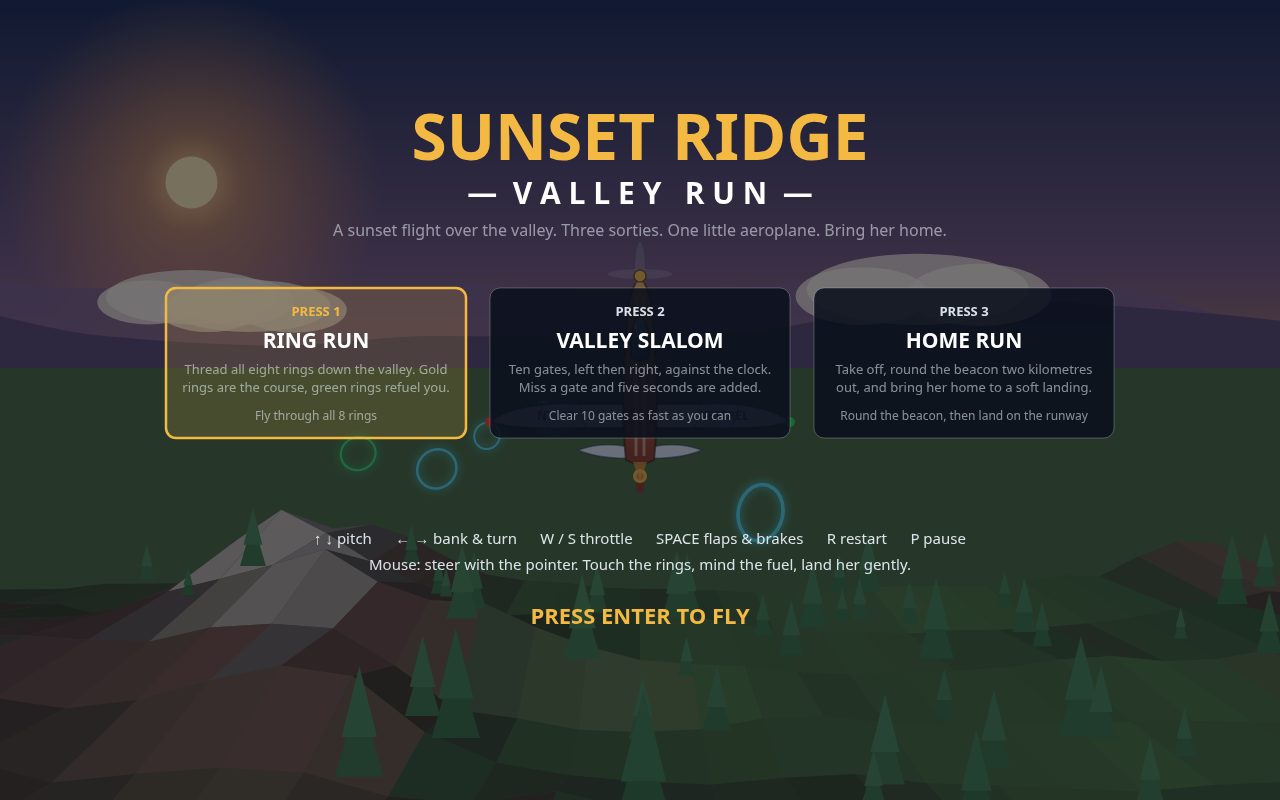 SUNSET RIDGE
— VALLEY RUN —
A sunset flight over the valley. Three sorties. One little aeroplane. Bring her home.
PRESS 1
RING RUN
Thread all eight rings down the valley. Gold
rings are the course, green rings refuel you.
Fly through all 8 rings
PRESS 2
VALLEY SLALOM
Ten gates, left then right, against the clock.
Miss a gate and five seconds are added.
Clear 10 gates as fast as you can
PRESS 3
HOME RUN
Take off, round the beacon two kilometres
out, and bring her home to a soft landing.
Round the beacon, then land on the runway
↑ ↓ pitch ← → bank & turn W / S throttle SPACE flaps & brakes R restart P pause
Mouse: steer with the pointer. Touch the rings, mind the fuel, land her gently.
PRESS ENTER TO FLY